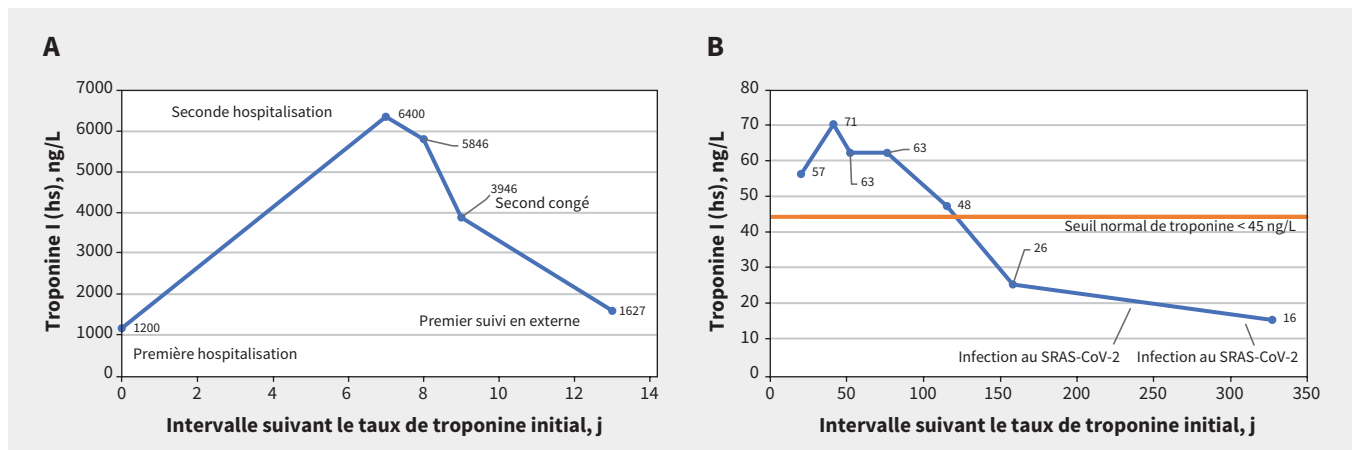 A
Troponine I (hs), ng/L
7000
6000
5000
4000
3000
2000
1000
0
Seconde hospitalisation
6400
5846
3946
Second congé
1627
Premier suivi en externe
1200
Première hospitalisation
0 2 4 6 8 10 12 14
Intervalle suivant le taux de troponine initial, j
B
Troponine I (hs), ng/L
80
70
60
50
40
30
20
10
0
71
57
63
63
48
Seuil normal de troponine < 45 ng/L
26
16
Infection au SRAS-CoV-2
Infection au SRAS-CoV-2
0 50 100 150 200 250 300 350
Intervalle suivant le taux de troponine initial, j